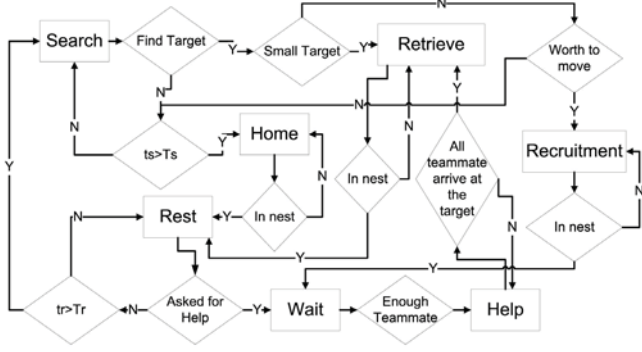 N
Search
Find Target
Y
Small Target
Y
Retrieve
Worth to
move
N
N
Y
Y
N
ts>Ts
Y
Home
N
In nest
N
All
teammate
arrive at
the
target
Recruitment
Y
Rest
Y
In nest
N
In nest
N
N
Y
Y
tr>Tr
N
Asked for
Help
Y
Wait
Enough
Teammate
Help